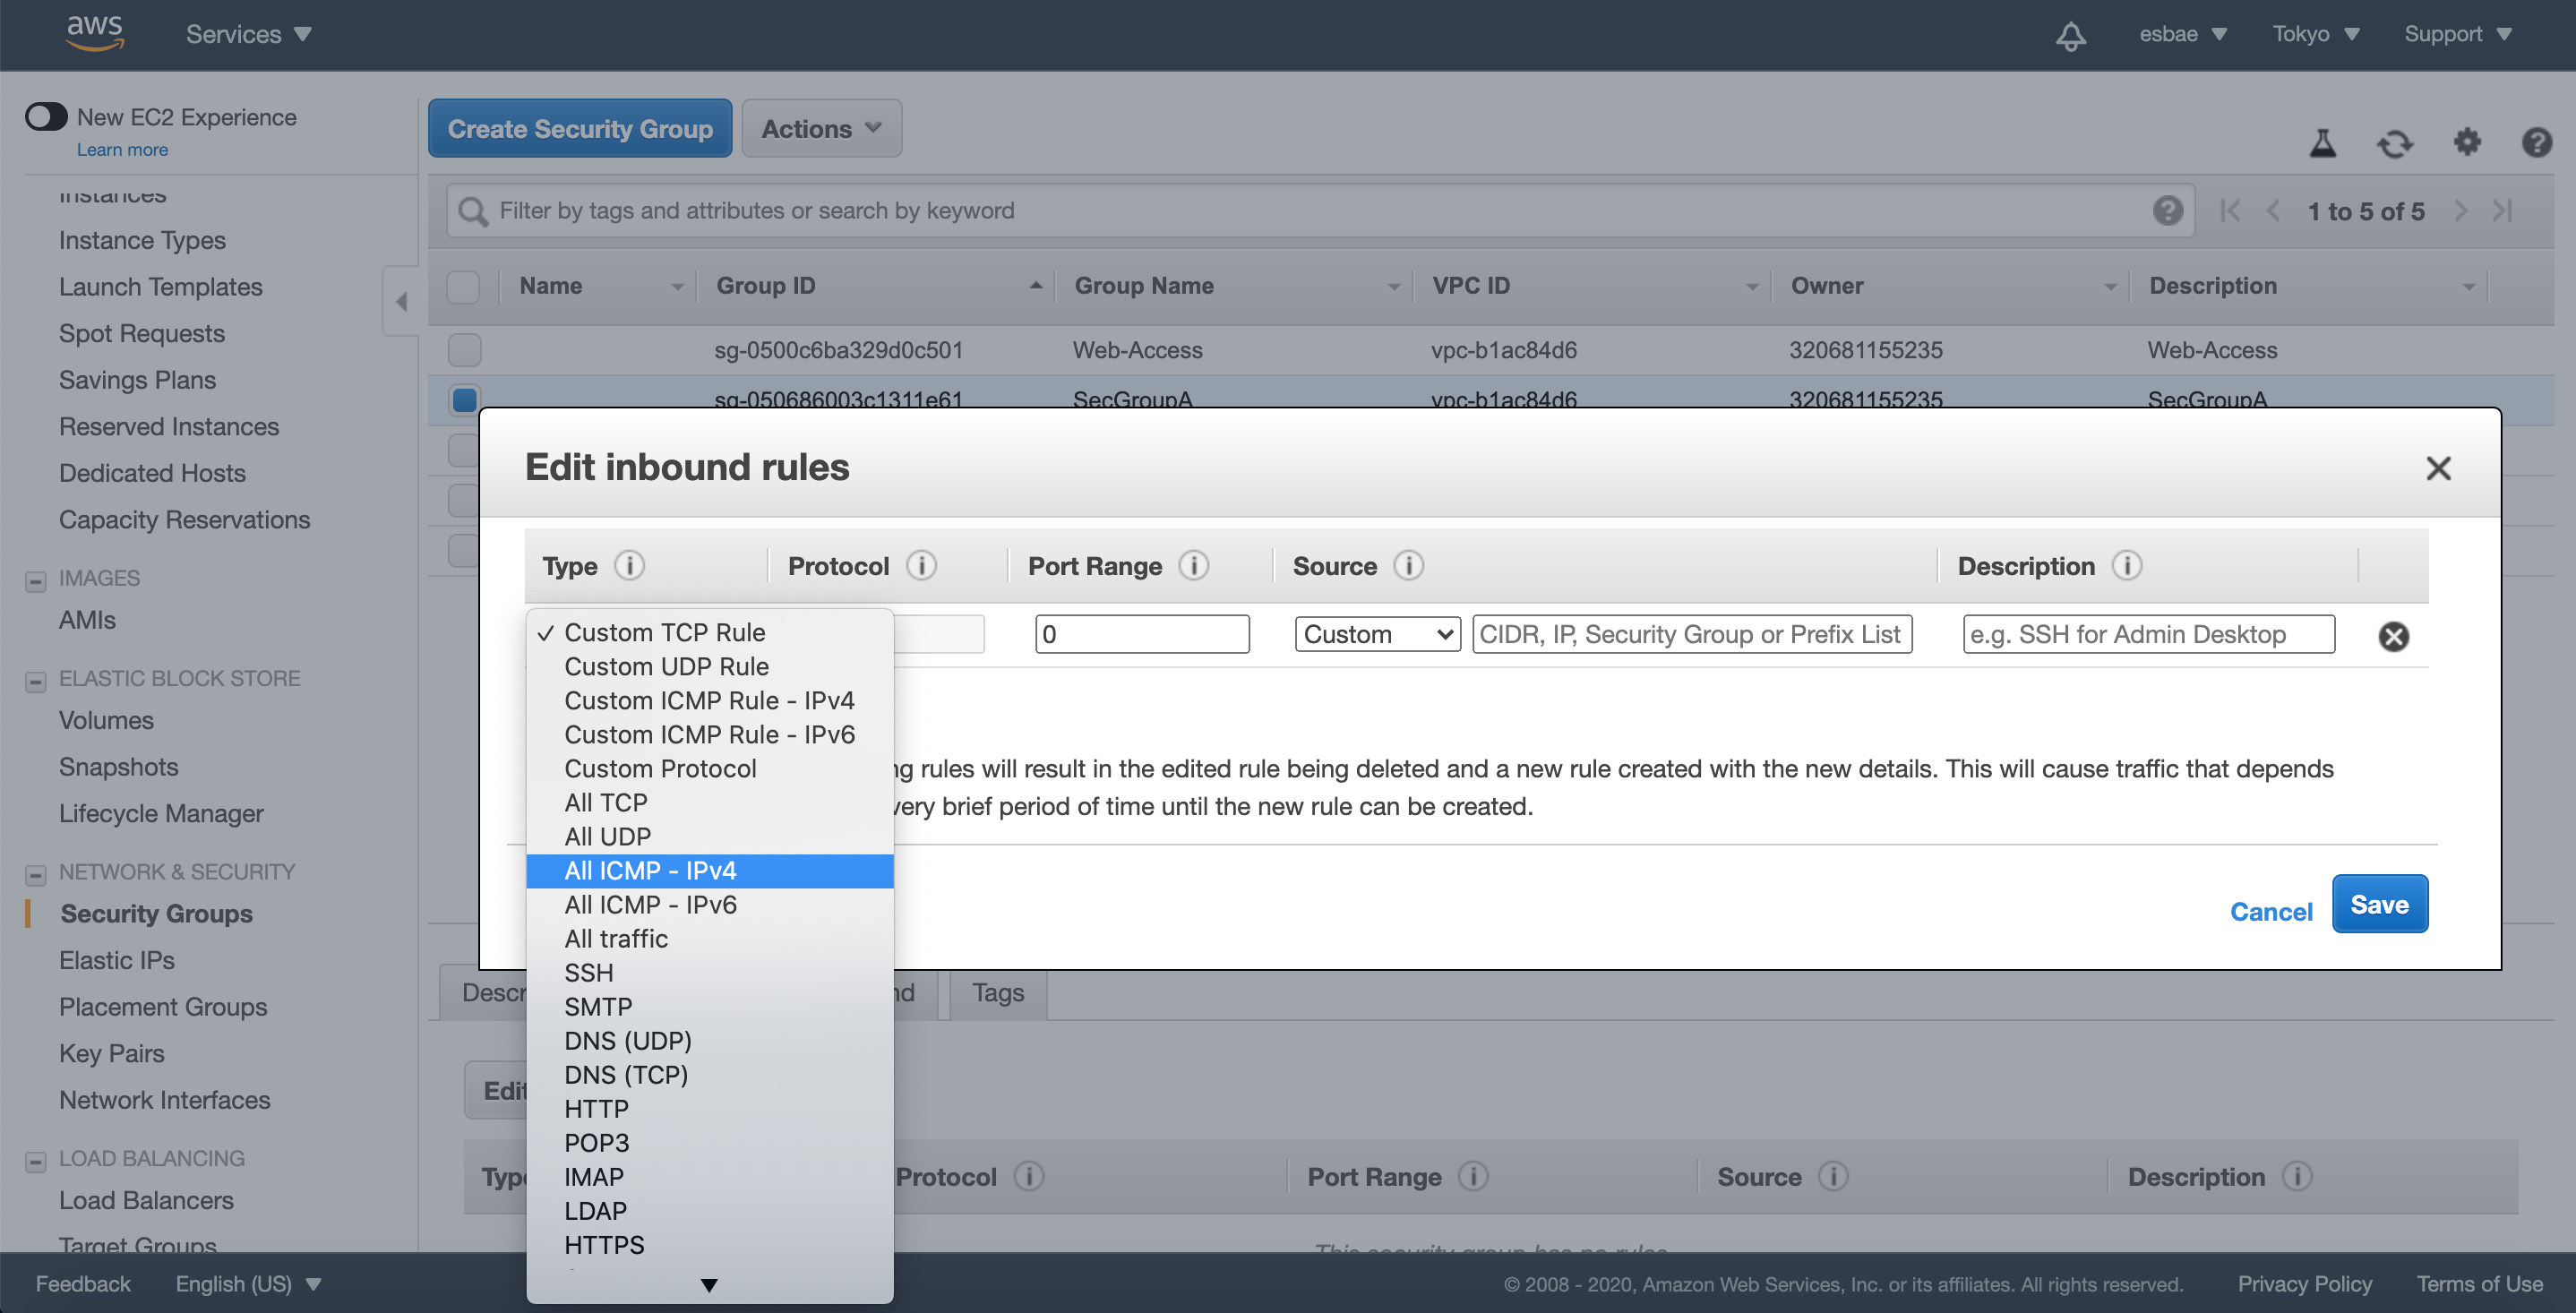 aws
Services
esbae
Tokyo
Support
New EC2 Experience
Learn more
Instances
Instance Types
Launch Templates
Spot Requests
Savings Plans
Reserved Instances
Dedicated Hosts
Capacity Reservations
IMAGES
AMIs
ELASTIC BLOCK STORE
Volumes
Snapshots
Lifecycle Manager
NETWORK & SECURITY
Security Groups
Elastic IPs
Placement Groups
Key Pairs
Network Interfaces
LOAD BALANCING
Load Balancers
Target Groups
Create Security Group
Actions
Filter by tags and attributes or search by keyword
1 to 5 of 5
Name Group ID Group Name VPC ID Owner Description
sg-0500c6ba329d0c501 Web-Access vpc-b1ac84d6 320681155235 Web-Access
sg-050686003c1311e61 SecGroupA vpc-b1ac84d6 320681155235 SecGroupA
Edit inbound rules
Type Protocol Port Range Source Description
0 Custom CIDR, IP, Security Group or Prefix List e.g. SSH for Admin Desktop
Custom TCP Rule
Custom UDP Rule
Custom ICMP Rule - IPv4
Custom ICMP Rule - IPv6
Custom Protocol
All TCP
All UDP
All ICMP - IPv4
All ICMP - IPv6
All traffic
SSH
SMTP
DNS (UDP)
DNS (TCP)
HTTP
POP3
IMAP
LDAP
HTTPS
ng rules will result in the edited rule being deleted and a new rule created with the new details. This will cause traffic that depends
very brief period of time until the new rule can be created.
Cancel
Save
Descr nd Tags
Edit
Type Protocol Port Range Source Description
This security group has no rules
Feedback
English (US)
© 2008 - 2020, Amazon Web Services, Inc. or its affiliates. All rights reserved.
Privacy Policy
Terms of Use